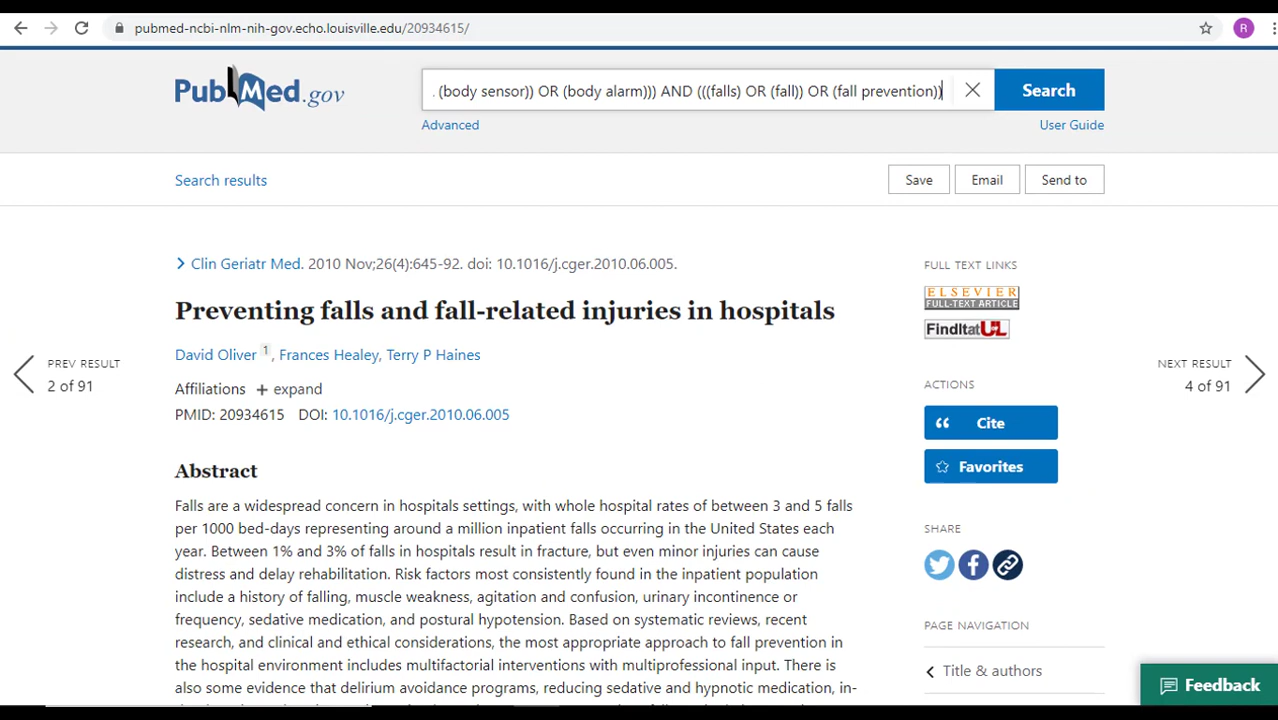 pubmed-ncbi-nlm-nih-gov.echo.louisville.edu/20934615/
R
PubMed.gov
. (body sensor)) OR (body alarm))) AND (((falls) OR (fall)) OR (fall prevention))
Search
Advanced
User Guide
Search results
Save
Email
Send to
Clin Geriatr Med. 2010 Nov;26(4):645-92. doi: 10.1016/j.cger.2010.06.005.
Preventing falls and fall-related injuries in hospitals
David Oliver 1, Frances Healey, Terry P Haines
Affiliations + expand
PMID: 20934615 DOI: 10.1016/j.cger.2010.06.005
PREV RESULT
2 of 91
NEXT RESULT
4 of 91
Abstract
Falls are a widespread concern in hospitals settings, with whole hospital rates of between 3 and 5 falls
per 1000 bed-days representing around a million inpatient falls occurring in the United States each
year. Between 1% and 3% of falls in hospitals result in fracture, but even minor injuries can cause
distress and delay rehabilitation. Risk factors most consistently found in the inpatient population
include a history of falling, muscle weakness, agitation and confusion, urinary incontinence or
frequency, sedative medication, and postural hypotension. Based on systematic reviews, recent
research, and clinical and ethical considerations, the most appropriate approach to fall prevention in
the hospital environment includes multifactorial interventions with multiprofessional input. There is
also some evidence that delirium avoidance programs, reducing sedative and hypnotic medication, in-
FULL TEXT LINKS
ELSEVIER
FULL-TEXT ARTICLE
FindItatUL
ACTIONS
Cite
Favorites
SHARE
PAGE NAVIGATION
Title & authors
Feedback